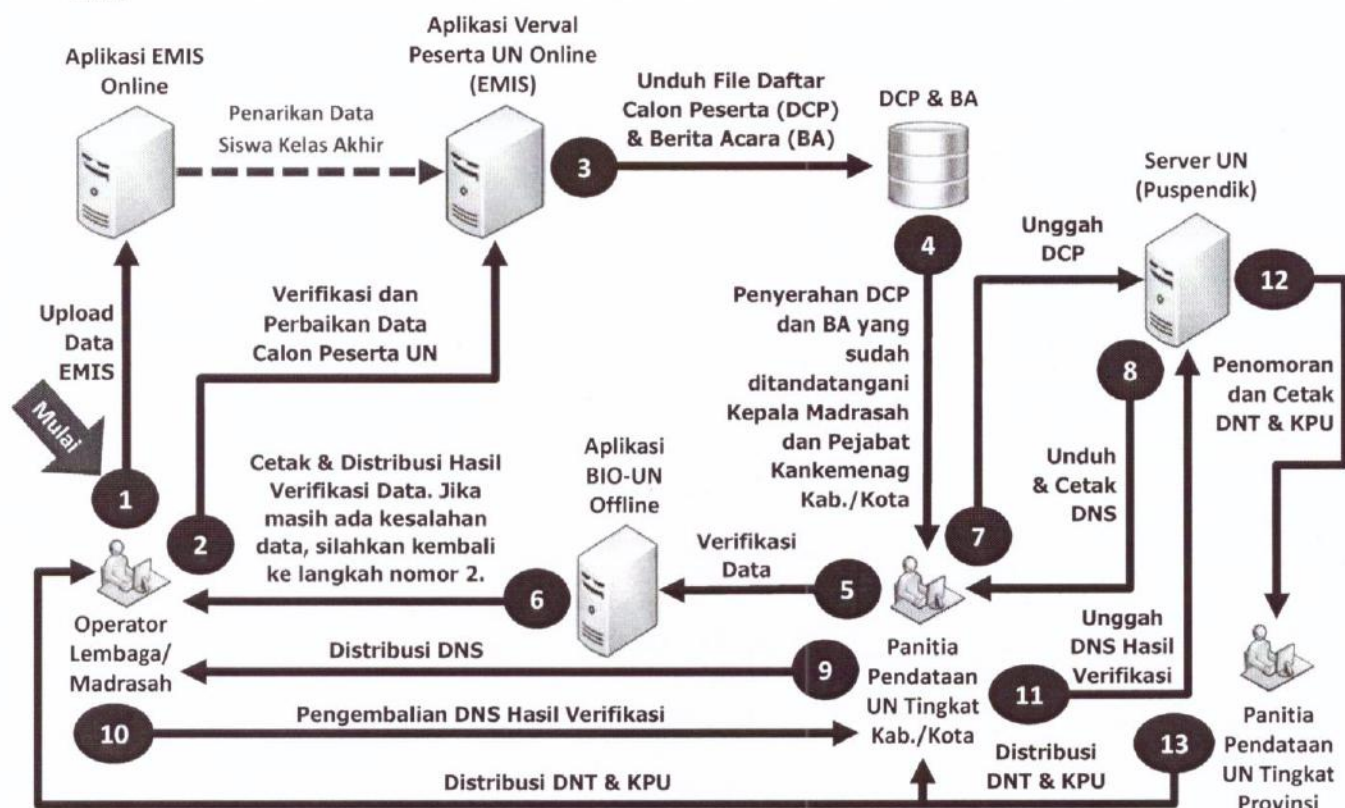 Aplikasi EMIS
Online
Penarikan Data
Siswa Kelas Akhir
Aplikasi Verval
Peserta UN Online
(EMIS)
Unduh File Daftar
Calon Peserta (DCP)
& Berita Acara (BA)
3
DCP & BA
4
Server UN
(Puspendik)
Unggah
DCP
12
Upload
Data
EMIS
Verifikasi dan
Perbaikan Data
Calon Peserta UN
Penyerahan DCP
dan BA yang
sudah
ditandatangani
Kepala Madrasah
dan Pejabat
Kankemenag
Kab./Kota
8
Penomoran
dan Cetak
DNT & KPU
Mulai
1
2
Cetak & Distribusi Hasil
Verifikasi Data. Jika
masih ada kesalahan
data, silahkan kembali
ke langkah nomor 2.
6
Aplikasi
BIO-UN
Offline
Verifikasi
Data
5
7
Unduh
& Cetak
DNS
Operator
Lembaga/
Madrasah
Distribusi DNS
9
Panitia
Pendataan
UN Tingkat
Kab./Kota
Unggah
DNS Hasil
Verifikasi
11
10
Pengembalian DNS Hasil Verifikasi
Distribusi
DNT & KPU
13
Panitia
Pendataan
UN Tingkat
Provinsi
Distribusi DNT & KPU